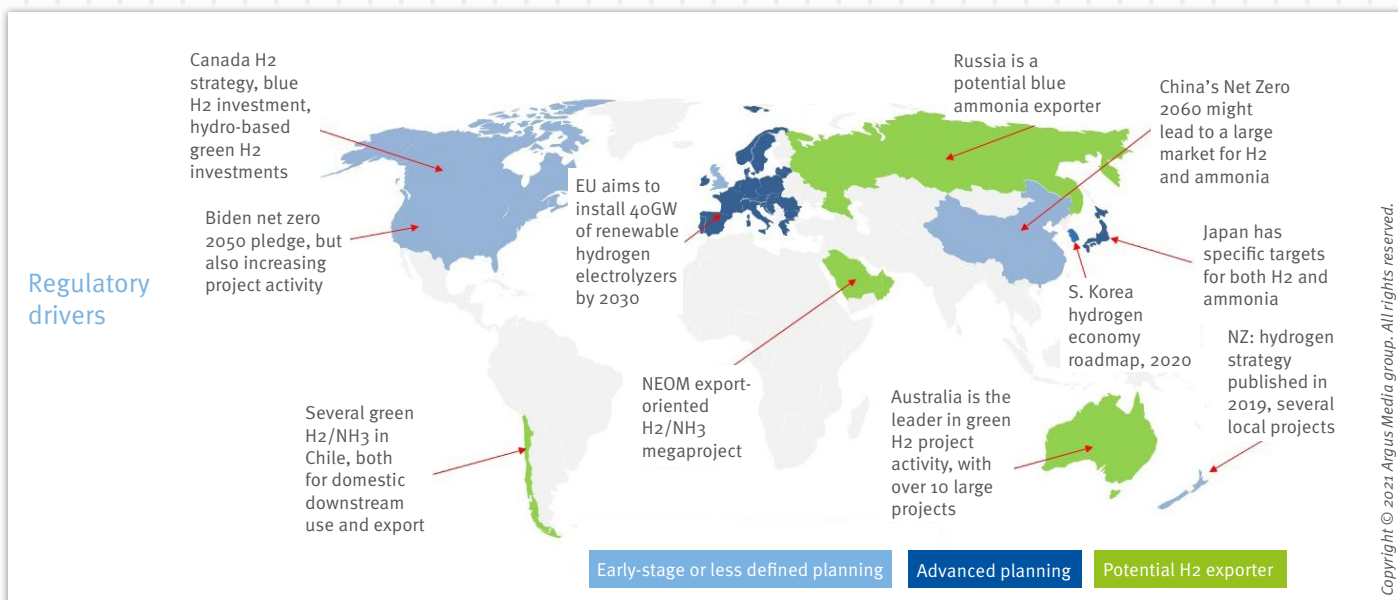 Canada H2
strategy, blue
H2 investment,
hydro-based
green H2
investments
Biden net zero
2050 pledge, but
also increasing
project activity
Regulatory
drivers
EU aims to
install 40GW
of renewable
hydrogen
electrolyzers
by 2030
Russia is a
potential blue
ammonia exporter
China's Net Zero
2060 might
lead to a large
market for H2
and ammonia
Japan has
specific targets
for both H2 and
ammonia
S. Korea
hydrogen
economy
roadmap, 2020
NZ: hydrogen
strategy
published in
2019, several
local projects
Several green
H2/NH3 in
Chile, both
for domestic
downstream
use and export
NEOM export-
oriented
H2/NH3
megaproject
Australia is the
leader in green
H2 project
activity, with
over 10 large
projects
Early-stage or less defined planning
Advanced planning
Potential H2 exporter
Copyright © 2021 Argus Media group. All rights reserved.